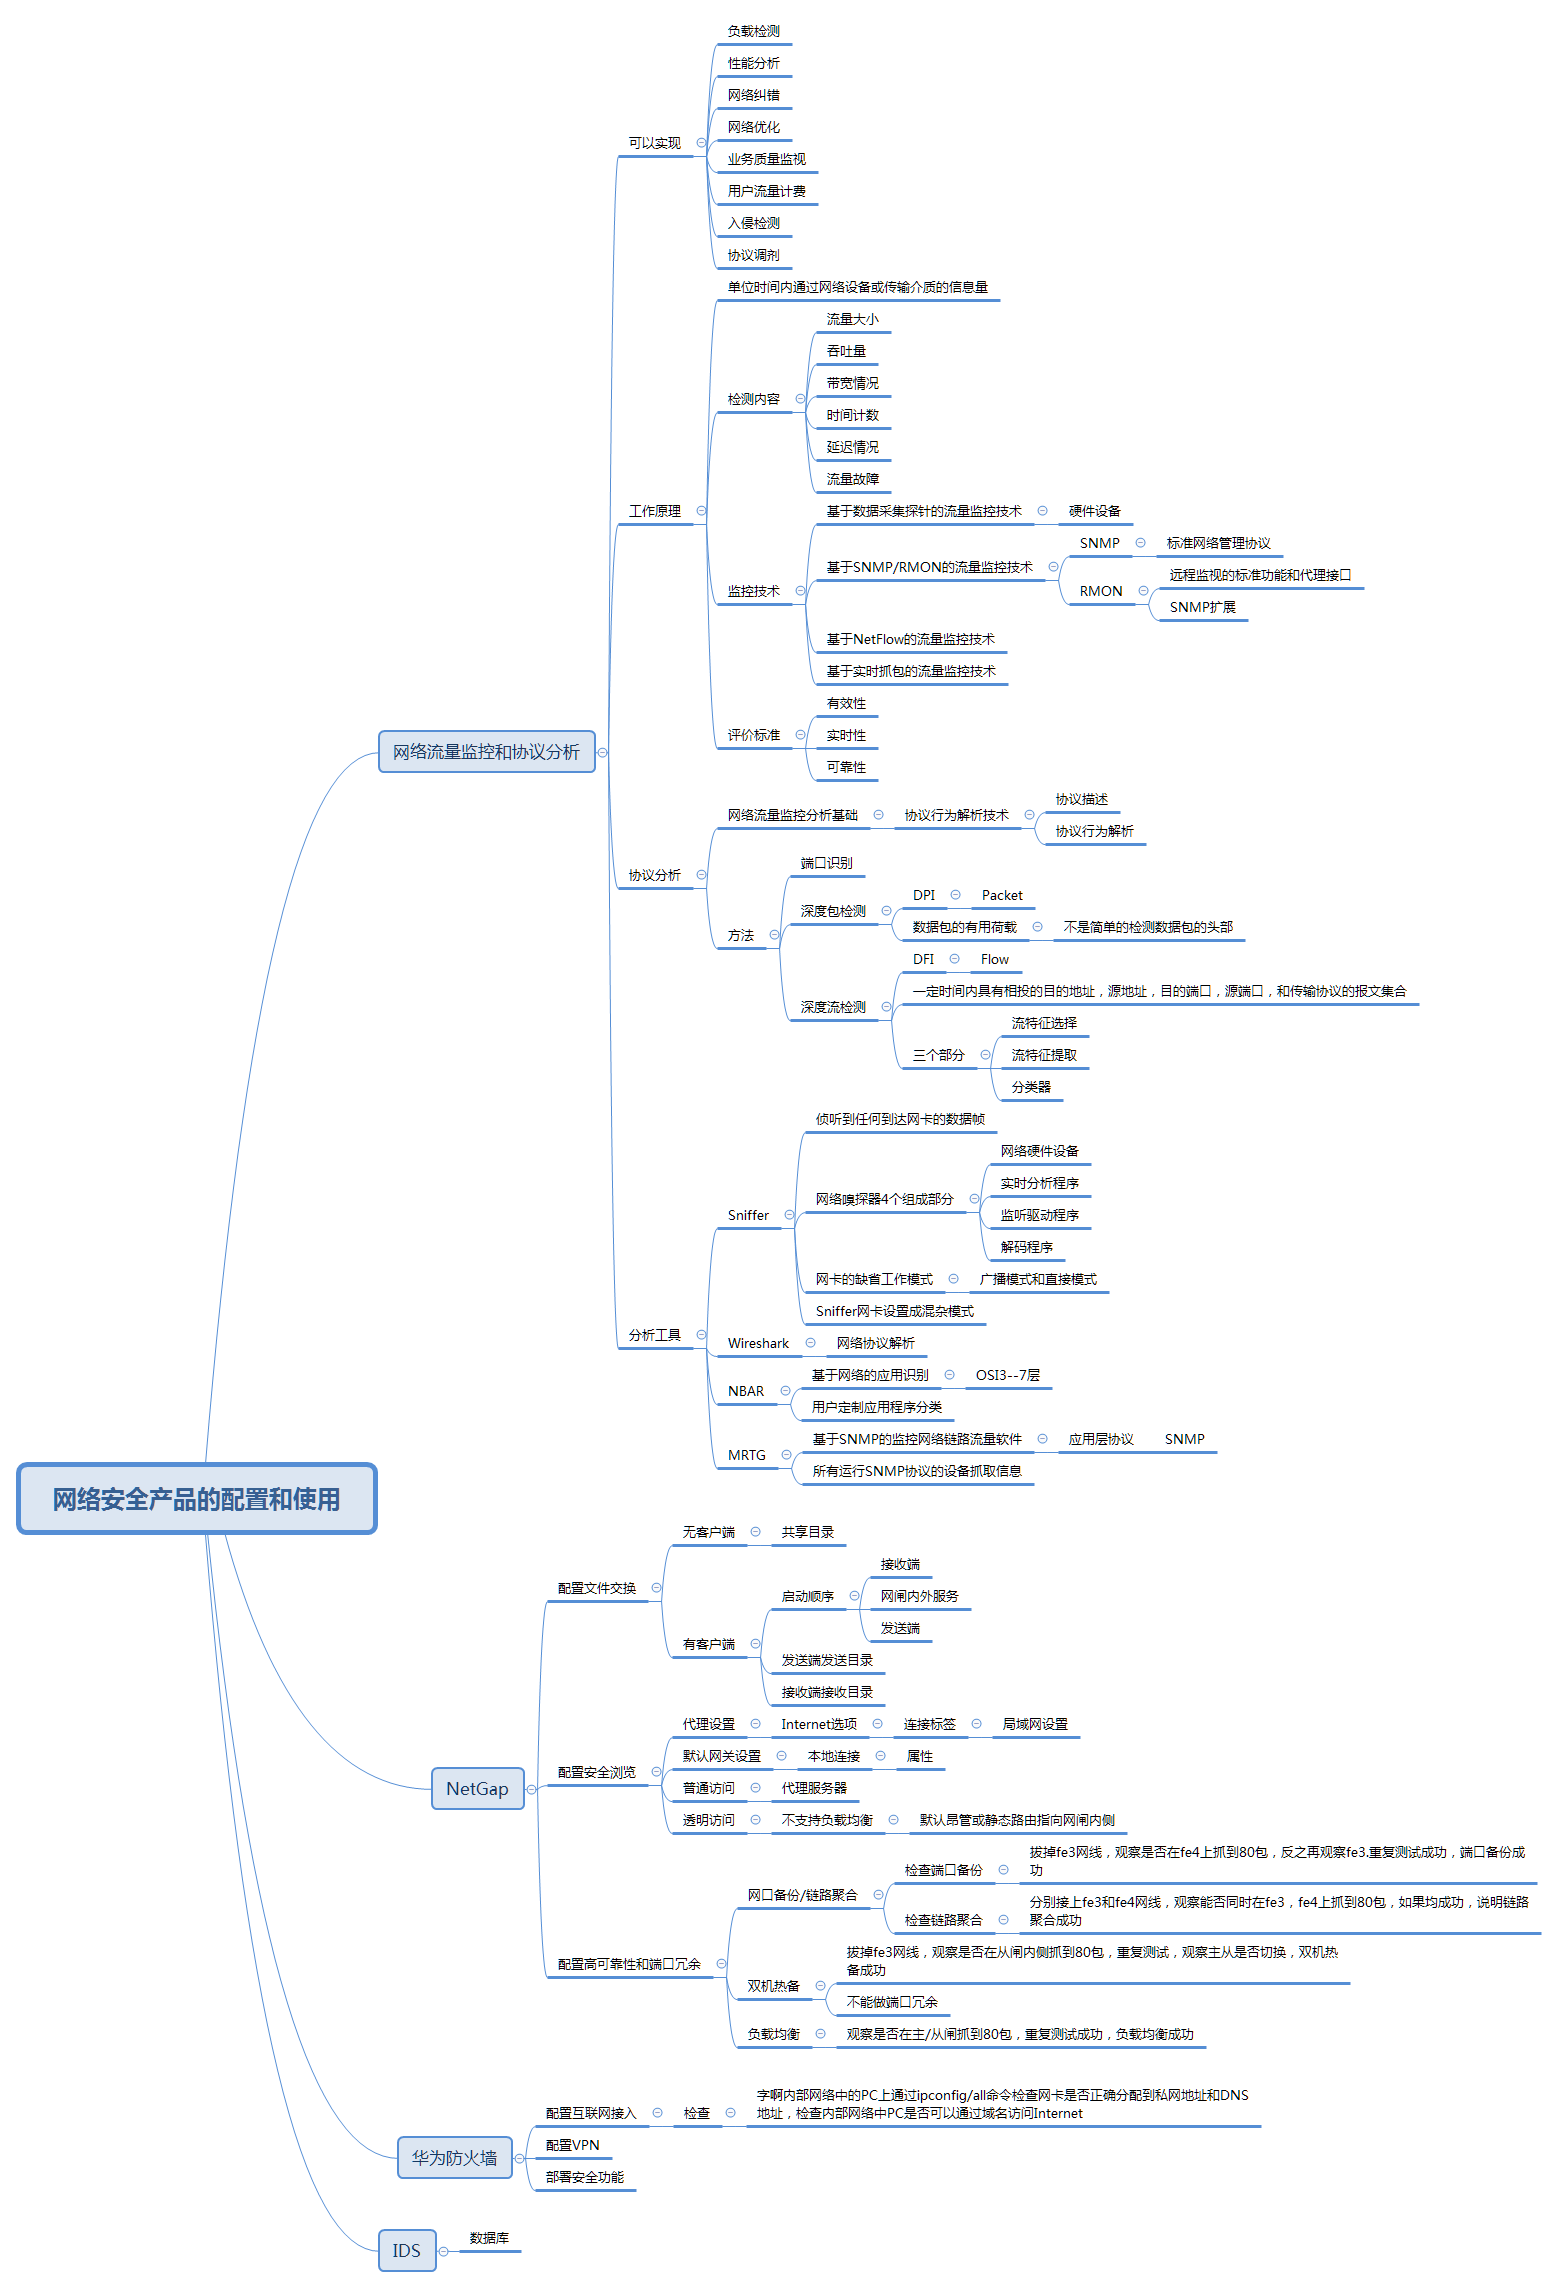 负载检测
性能分析
网络纠错
网络优化
可以实现
业务质量监视
用户流量计费
入侵检测
协议调剂
单位时间内通过网络设备或传输介质的信息量
流量大小
吞吐量
带宽情况
检测内容
时间计数
延迟情况
流量故障
工作原理
基于数据采集探针的流量监控技术
硬件设备
SNMP
标准网络管理协议
基于SNMP/RMON的流量监控技术
远程监视的标准功能和代理接口
监控技术
RMON
SNMP扩展
基于NetFlow的流量监控技术
基于实时抓包的流量监控技术
有效性
评价标准
实时性
可靠性
网络流量监控和协议分析
协议描述
网络流量监控分析基础
协议行为解析技术
协议行为解析
协议分析
端口识别
DPI
Packet
深度包检测
数据包的有用荷载
不是简单的检测数据包的头部
方法
DFI
Flow
一定时间内具有相投的目的地址，源地址，目的端口，源端口，和传输协议的报文集合
深度流检测
流特征选择
三个部分
流特征提取
分类器
侦听到任何到达网卡的数据帧
网络硬件设备
实时分析程序
网络嗅探器4个组成部分
监听驱动程序
解码程序
Sniffer
网卡的缺省工作模式
广播模式和直接模式
Sniffer网卡设置成混杂模式
分析工具
Wireshark
网络协议解析
基于网络的应用识别
OSI3--7层
NBAR
用户定制应用程序分类
基于SNMP的监控网络链路流量软件
应用层协议
SNMP
MRTG
所有运行SNMP协议的设备抓取信息
网络安全产品的配置和使用
无客户端
共享目录
配置文件交换
接收端
启动顺序
网闸内外服务
发送端
有客户端
发送端发送目录
接收端接收目录
代理设置
Internet选项
连接标签
局域网设置
默认网关设置
本地连接
属性
配置安全浏览
NetGap
普通访问
代理服务器
透明访问
不支持负载均衡
默认昂管或静态路由指向网闸内侧
检查端口备份
拔掉fe3网线，观察是否在fe4上抓到80包，反之再观察fe3.重复测试成功，端口备份成
功
网口备份/链路聚合
检查链路聚合
分别接上fe3和fe4网线，观察能否同时在fe3，fe4上抓到80包，如果均成功，说明链路
聚合成功
配置高可靠性和端口冗余
拔掉fe3网线，观察是否在从闸内侧抓到80包，重复测试，观察主从是否切换，双机热
备成功
双机热备
不能做端口冗余
负载均衡
观察是否在主/从闸抓到80包，重复测试成功，负载均衡成功
字啊内部网络中的PC上通过ipconfig/all命令检查网卡是否正确分配到私网地址和DNS
地址，检查内部网络中PC是否可以通过域名访问Internet
配置互联网接入
检查
配置VPN
华为防火墙
部署安全功能
IDS
数据库